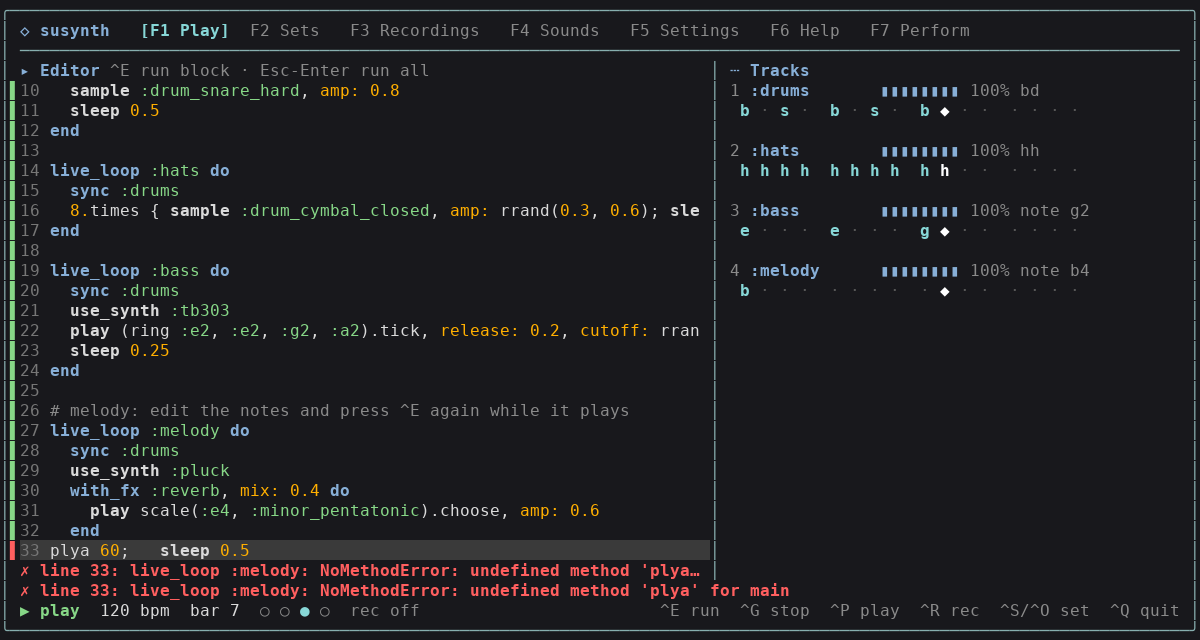 ◇ susynth [F1 Play] F2 Sets F3 Recordings F4 Sounds F5 Settings F6 Help F7 Perform
▸ Editor ^E run block · Esc-Enter run all
10 sample :drum_snare_hard, amp: 0.8
11 sleep 0.5
12 end
13
14 live_loop :hats do
15 sync :drums
16 8.times { sample :drum_cymbal_closed, amp: rrand(0.3, 0.6); sle
17 end
18
19 live_loop :bass do
20 sync :drums
21 use_synth :tb303
22 play (ring :e2, :e2, :g2, :a2).tick, release: 0.2, cutoff: rran
23 sleep 0.25
24 end
25
26 # melody: edit the notes and press ^E again while it plays
27 live_loop :melody do
28 sync :drums
29 use_synth :pluck
30 with_fx :reverb, mix: 0.4 do
31 play scale(:e4, :minor_pentatonic).choose, amp: 0.6
32 end
33 plya 60; sleep 0.5
✗ line 33: live_loop :melody: NoMethodError: undefined method 'plya…
┄ Tracks
1 :drums ▮▮▮▮▮▮▮▮ 100% bd
b · s · b · s · b ◆ · · · · · ·
2 :hats ▮▮▮▮▮▮▮▮ 100% hh
h h h h h h h h h h · · · · · ·
3 :bass ▮▮▮▮▮▮▮▮ 100% note g2
e · · · e · · · g ◆ · · · · · ·
4 :melody ▮▮▮▮▮▮▮▮ 100% note b4
b · · · · · · · · ◆ · · · · · ·
✗ line 33: live_loop :melody: NoMethodError: undefined method 'plya' for main
▶ play 120 bpm bar 7 ○ ○ ● ○ rec off ^E run ^G stop ^P play ^R rec ^S/^O set ^Q quit